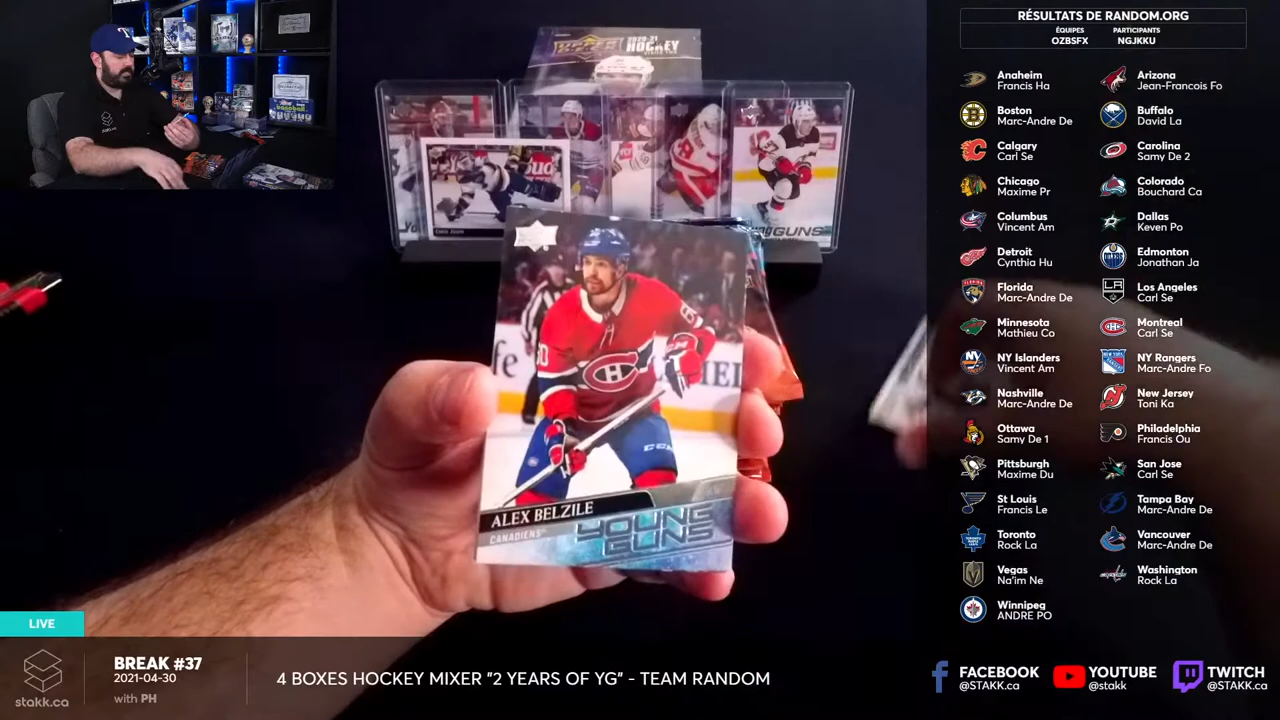 RÉSULTATS DE RANDOM.ORG
ÉQUIPES
OZBSFX
PARTICIPANTS
NGJKKU
Anaheim
Francis Ha
Arizona
Jean-Francois Fo
Boston
Marc-Andre De
Buffalo
David La
Calgary
Carl Se
Carolina
Samy De 2
Chicago
Maxime Pr
Colorado
Bouchard Ca
Columbus
Vincent Am
Dallas
Keven Po
Detroit
Cynthia Hu
Edmonton
Jonathan Ja
Florida
Marc-Andre De
Los Angeles
Carl Se
Minnesota
Mathieu Co
Montreal
Carl Se
NY Islanders
Vincent Am
NY Rangers
Marc-Andre Fo
Nashville
Marc-Andre De
New Jersey
Toni Ka
Ottawa
Samy De 1
Philadelphia
Francis Ou
Pittsburgh
Maxime Du
San Jose
Carl Se
St Louis
Francis Le
Tampa Bay
Marc-Andre De
Toronto
Rock La
Vancouver
Marc-Andre De
Vegas
Na'im Ne
Washington
Rock La
Winnipeg
ANDRE PO
2020-21
HOCKEY
GUNS
ALEX BELZILE
CANADIENS
YOUNG
GUNS
CCM
LIVE
stakk.ca
BREAK #37
2021-04-30
with PH
4 BOXES HOCKEY MIXER "2 YEARS OF YG" - TEAM RANDOM
FACEBOOK
@STAKK.ca
YOUTUBE
@stakk
TWITCH
@STAKK.ca